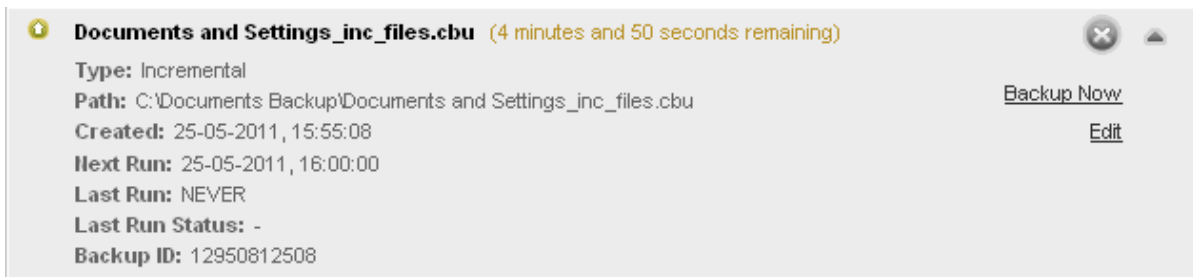 Documents and Settings_inc_files.cbu (4 minutes and 50 seconds remaining)
Type: Incremental
Path: C:\Documents Backup\Documents and Settings_inc_files.cbu
Backup Now
Created: 25-05-2011, 15:55:08
Edit
Next Run: 25-05-2011, 16:00:00
Last Run: NEVER
Last Run Status: -
Backup ID: 12950812508